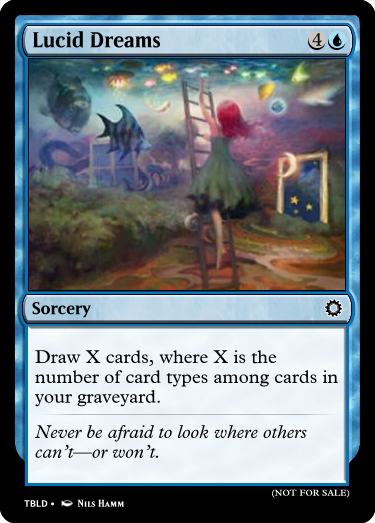 Lucid Dreams 4
Sorcery
Draw X cards, where X is the
number of card types among cards in
your graveyard.
Never be afraid to look where others
can't—or won't.
(NOT FOR SALE)
TBLD • Nils Hamm